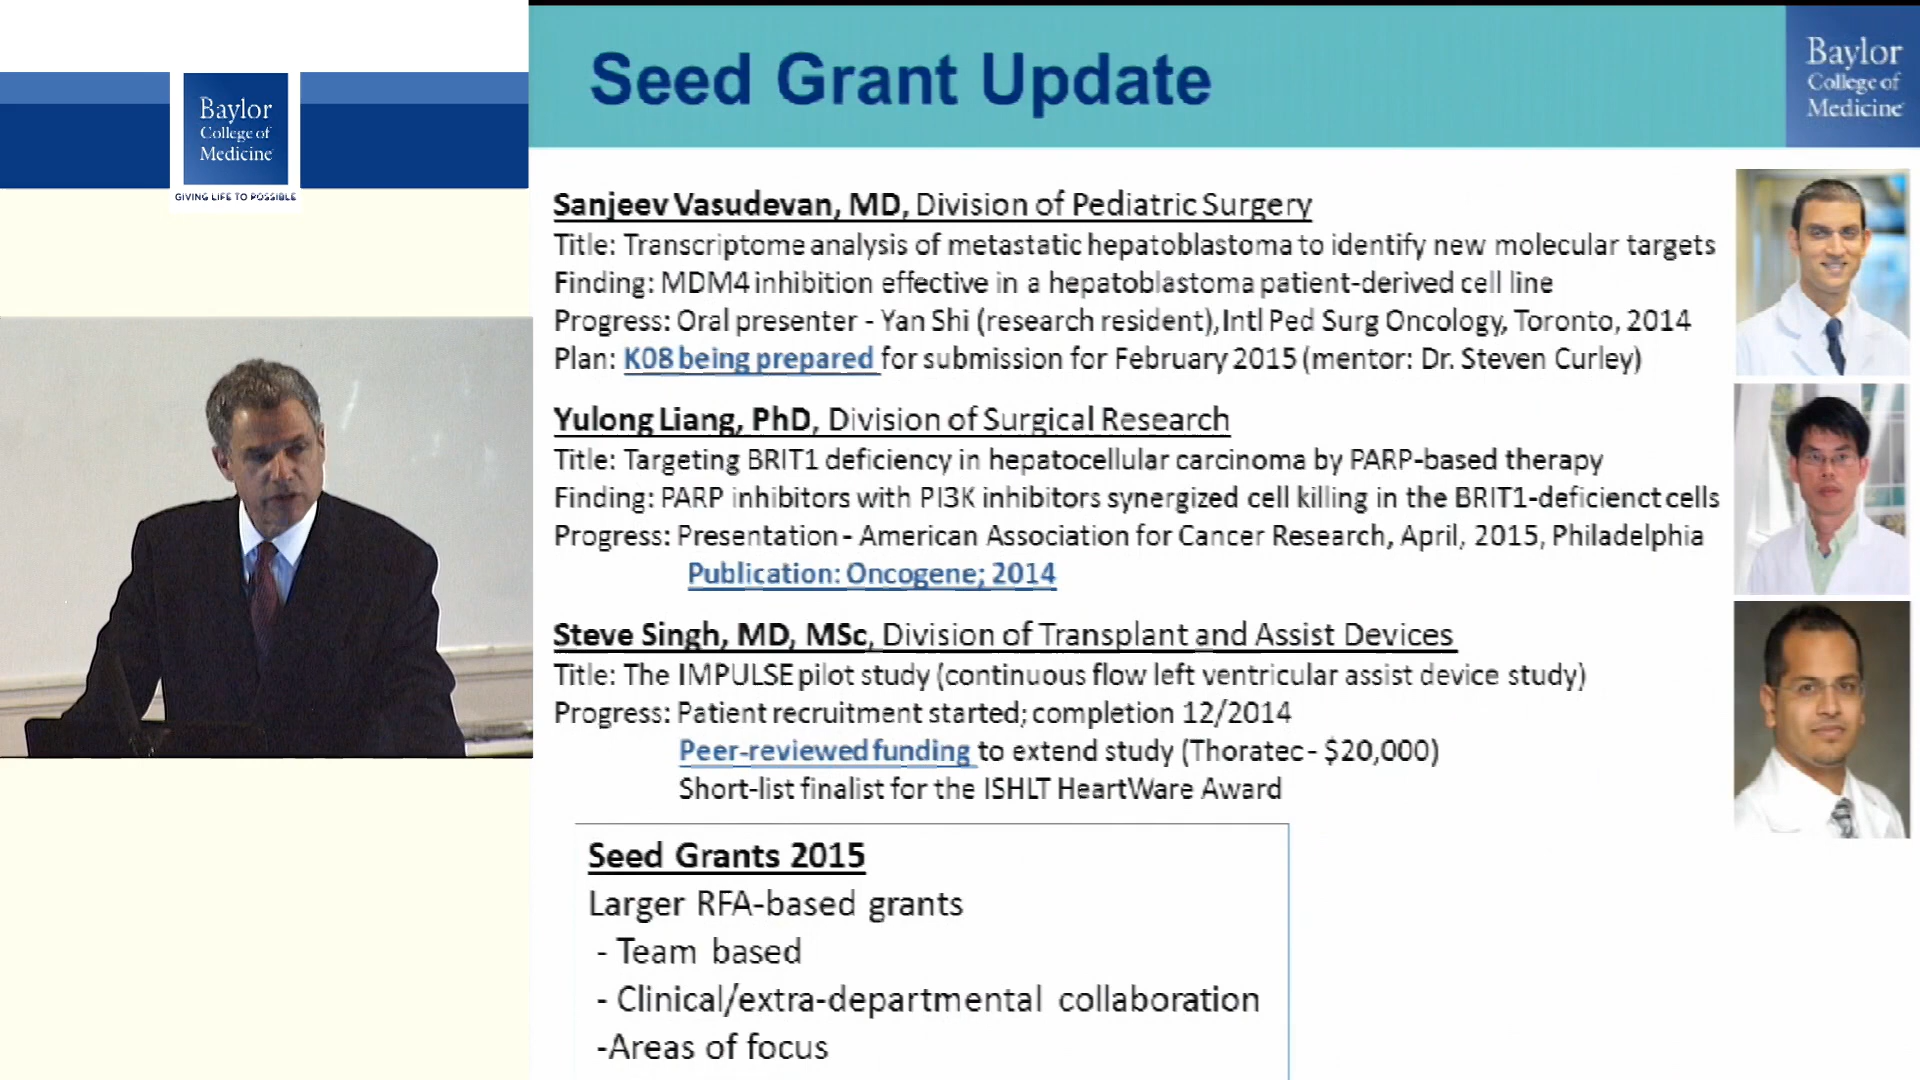 Baylor
College of
Medicine
GIVING LIFE TO POSSIBLE
Seed Grant Update
Baylor
College of
Medicine
Sanjeev Vasudevan, MD, Division of Pediatric Surgery
Title: Transcriptome analysis of metastatic hepatoblastoma to identify new molecular targets
Finding: MDM4 inhibition effective in a hepatoblastoma patient-derived cell line
Progress: Oral presenter - Yan Shi (research resident), Intl Ped Surg Oncology, Toronto, 2014
Plan: K08 being prepared for submission for February 2015 (mentor: Dr. Steven Curley)
Yulong Liang, PhD, Division of Surgical Research
Title: Targeting BRIT1 deficiency in hepatocellular carcinoma by PARP-based therapy
Finding: PARP inhibitors with PI3K inhibitors synergized cell killing in the BRIT1-deficienct cells
Progress: Presentation - American Association for Cancer Research, April, 2015, Philadelphia
Publication: Oncogene; 2014
Steve Singh, MD, MSc, Division of Transplant and Assist Devices
Title: The IMPULSE pilot study (continuous flow left ventricular assist device study)
Progress: Patient recruitment started; completion 12/2014
Peer-reviewed funding to extend study (Thoratec - $20,000)
Short-list finalist for the ISHLT HeartWare Award
Seed Grants 2015
Larger RFA-based grants
- Team based
- Clinical/extra-departmental collaboration
-Areas of focus